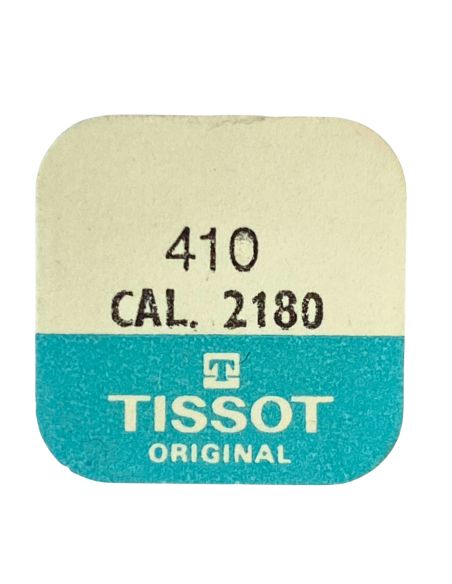 410
CAL. 2180
T
TISSOT
ORIGINAL